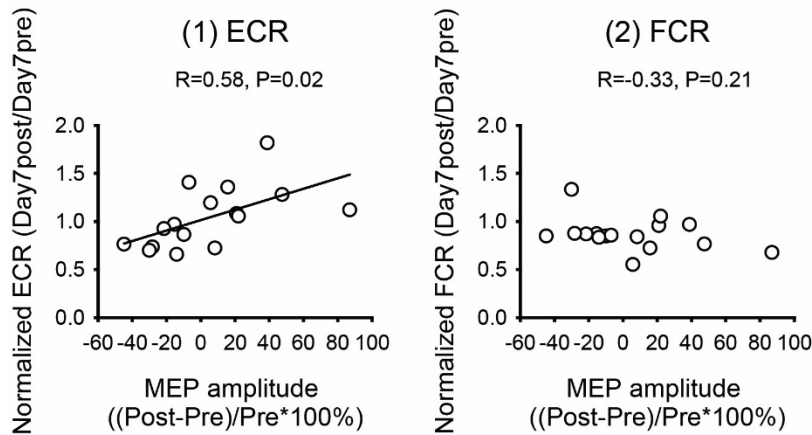 (1) ECR
R=0.58, P=0.02
Normalized ECR (Day7post/Day7pre)
2.0
1.5
1.0
0.5
0.0
-60 -40 -20 0 20 40 60 80 100
MEP amplitude
((Post-Pre)/Pre*100%)
(2) FCR
R=-0.33, P=0.21
Normalized FCR (Day7post/Day7pre)
2.0
1.5
1.0
0.5
0.0
-60 -40 -20 0 20 40 60 80 100
MEP amplitude
((Post-Pre)/Pre*100%)